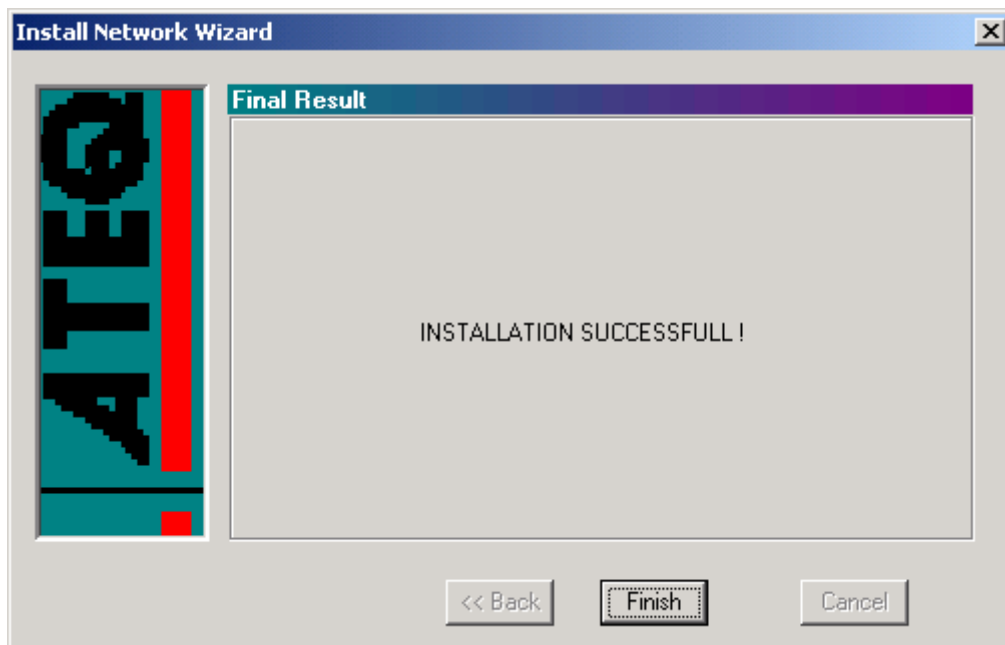 Install Network Wizard
ATEQ
Final Result
INSTALLATION SUCCESSFULL !
<< Back
Finish
Cancel